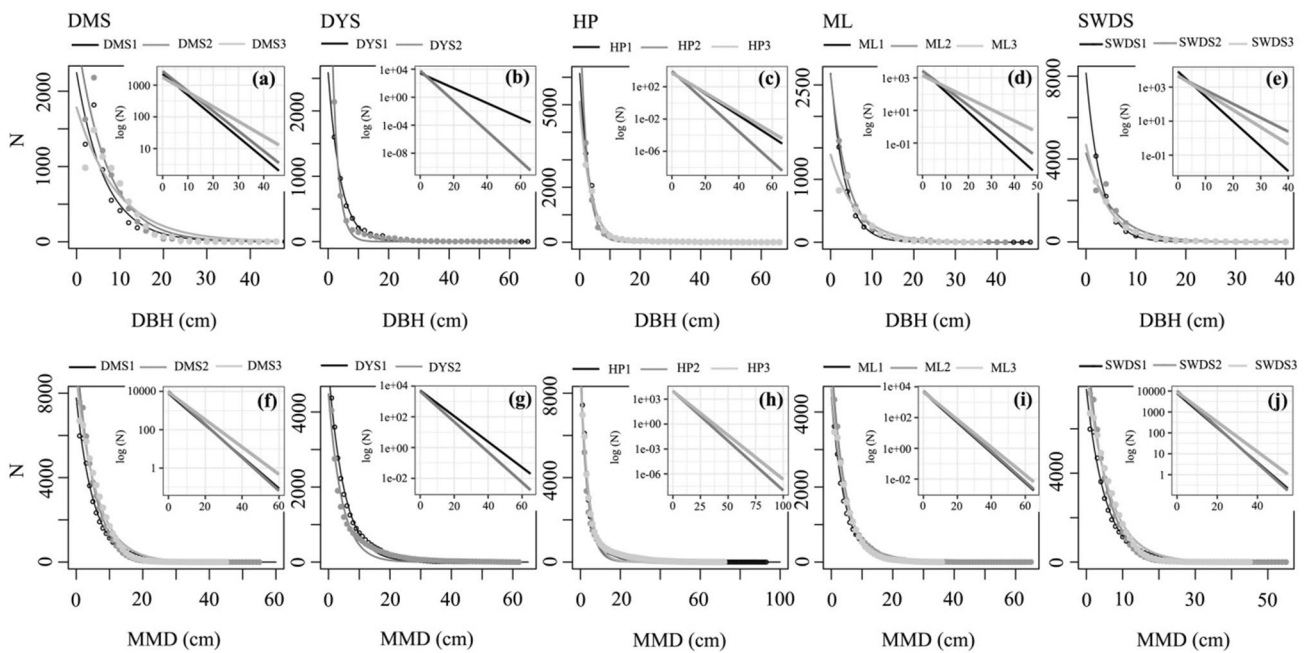 DMS DYS HP ML SWDS
DMS1 DMS2 DMS3
DYS1 DYS2
HP1 HP2 HP3
ML1 ML2 ML3
SWDS1 SWDS2 SWDS3
N
0 1000 2000
0 10 20 30 40
DBH (cm)
(a)
log (N)
1000
100
10
0 10 20 30 40
0 1000 2000
0 10 20 30 40 50 60
DBH (cm)
(b)
log (N)
1e+04
1e+00
1e-04
1e-08
0 20 40 60
0 2000 5000
0 10 20 30 40 50 60
DBH (cm)
(c)
log (N)
1e+02
1e-02
1e-06
0 20 40 60
0 1000 2500
0 10 20 30 40
DBH (cm)
(d)
log (N)
1e+03
1e+01
1e-01
0 10 20 30 40 50
0 4000 8000
0 10 20 30 40
DBH (cm)
(e)
log (N)
1e+03
1e+01
1e-01
0 10 20 30 40
DMS1 DMS2 DMS3
DYS1 DYS2
HP1 HP2 HP3
ML1 ML2 ML3
SWDS1 SWDS2 SWDS3
N
0 4000 8000
0 20 40 60
MMD (cm)
(f)
log (N)
10000
100
1
0 20 40 60
0 2000 4000
0 20 40 60
MMD (cm)
(g)
log (N)
1e+04
1e+02
1e+00
1e-02
0 20 40 60
0 4000 8000
0 20 40 60 100
MMD (cm)
(h)
log (N)
1e+03
1e+00
1e-03
1e-06
0 25 50 75 100
0 2000 4000
0 20 40 60
MMD (cm)
(i)
log (N)
1e+04
1e+02
1e+00
1e-02
0 20 40 60
0 4000
0 10 30 50
MMD (cm)
(j)
log (N)
10000
1000
100
10
1
0 20 40